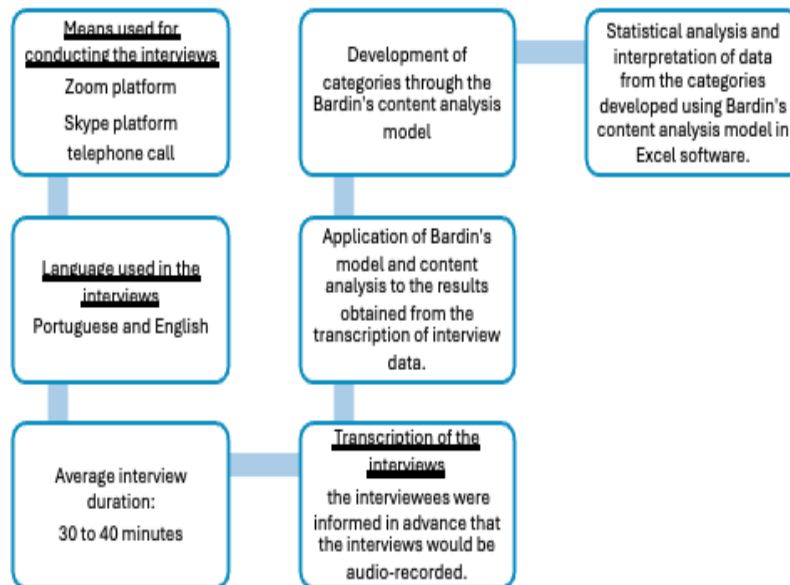 Means used for
conducting the interviews
Zoom platform
Skype platform
telephone call
Language used in the
interviews
Portuguese and English
Average interview
duration:
30 to 40 minutes
Transcription of the
interviews
the interviewees were
informed in advance that
the interviews would be
audio-recorded.
Application of Bardin's
model and content
analysis to the results
obtained from the
transcription of interview
data.
Development of
categories through the
Bardin's content analysis
model
Statistical analysis and
interpretation of data
from the categories
developed using Bardin's
content analysis model in
Excel software.